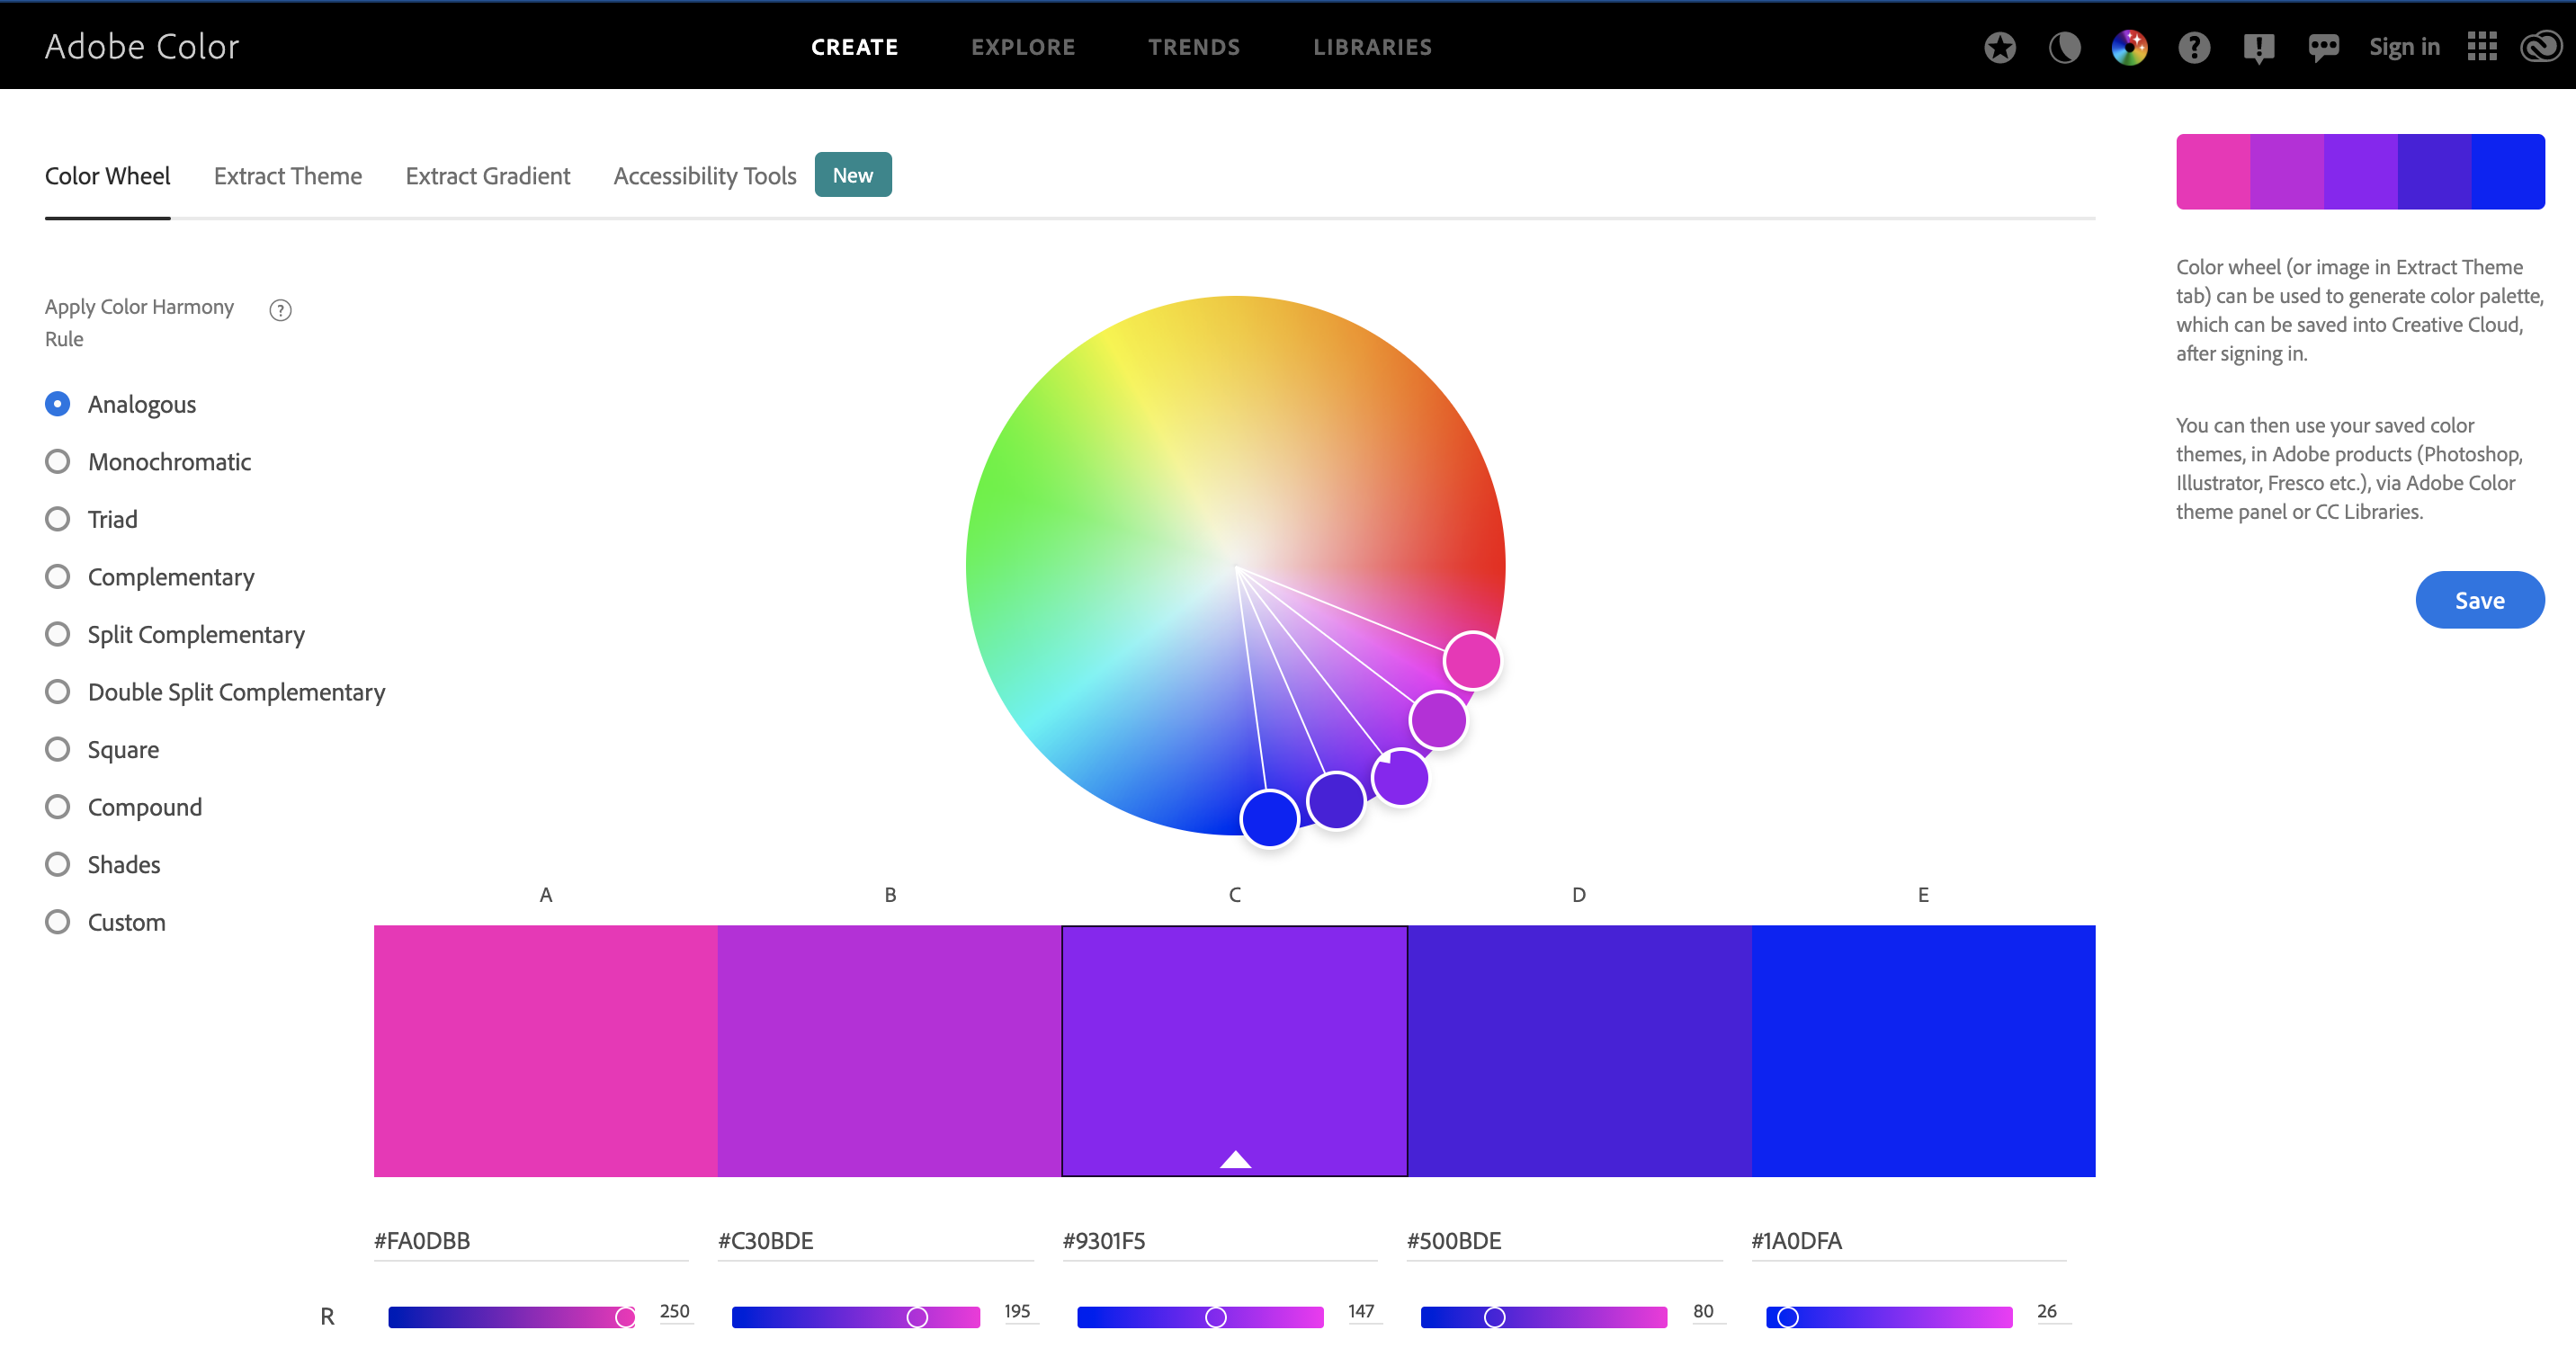 Adobe Color
CREATE EXPLORE TRENDS LIBRARIES
Sign in
Color Wheel Extract Theme Extract Gradient Accessibility Tools New
Apply Color Harmony
Rule
Analogous
Monochromatic
Triad
Complementary
Split Complementary
Double Split Complementary
Square
Compound
Shades
Custom
Color wheel (or image in Extract Theme
tab) can be used to generate color palette,
which can be saved into Creative Cloud,
after signing in.
You can then use your saved color
themes, in Adobe products (Photoshop,
Illustrator, Fresco etc.), via Adobe Color
theme panel or CC Libraries.
Save
A B C D E
#FA0DBB #C30BDE #9301F5 #500BDE #1A0DFA
R 250 195 147 80 26